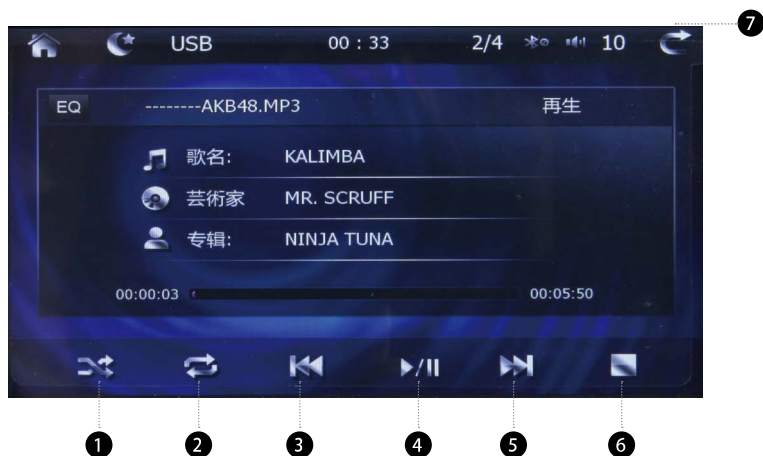 7
USB 00 : 33 2/4 10
EQ --------AKB48.MP3 再生
歌名: KALIMBA
芸術家 MR. SCRUFF
专辑: NINJA TUNA
00:00:03 00:05:50
1 2 3 4 5 6